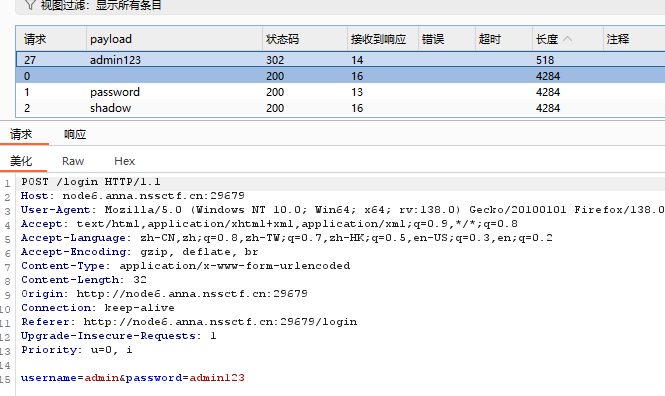 视图过滤：显示所有条目
请求 payload 状态码 接收到响应 错误 超时 长度 注释
27 admin123 302 14 518
0 200 16 4284
1 password 200 13 4284
2 shadow 200 16 4284
请求 响应
美化 Raw Hex
1 POST /login HTTP/1.1
2 Host: node6.anna.nssctf.cn:29679
3 User-Agent: Mozilla/5.0 (Windows NT 10.0; Win64; x64; rv:138.0) Gecko/20100101 Firefox/138.0
4 Accept: text/html,application/xhtml+xml,application/xml;q=0.9,*/*;q=0.8
5 Accept-Language: zh-CN,zh;q=0.8,zh-TW;q=0.7,zh-HK;q=0.5,en-US;q=0.3,en;q=0.2
6 Accept-Encoding: gzip, deflate, br
7 Content-Type: application/x-www-form-urlencoded
8 Content-Length: 32
9 Origin: http://node6.anna.nssctf.cn:29679
10 Connection: keep-alive
11 Referer: http://node6.anna.nssctf.cn:29679/login
12 Upgrade-Insecure-Requests: 1
13 Priority: u=0, i
14
15 username=admin&password=admin123